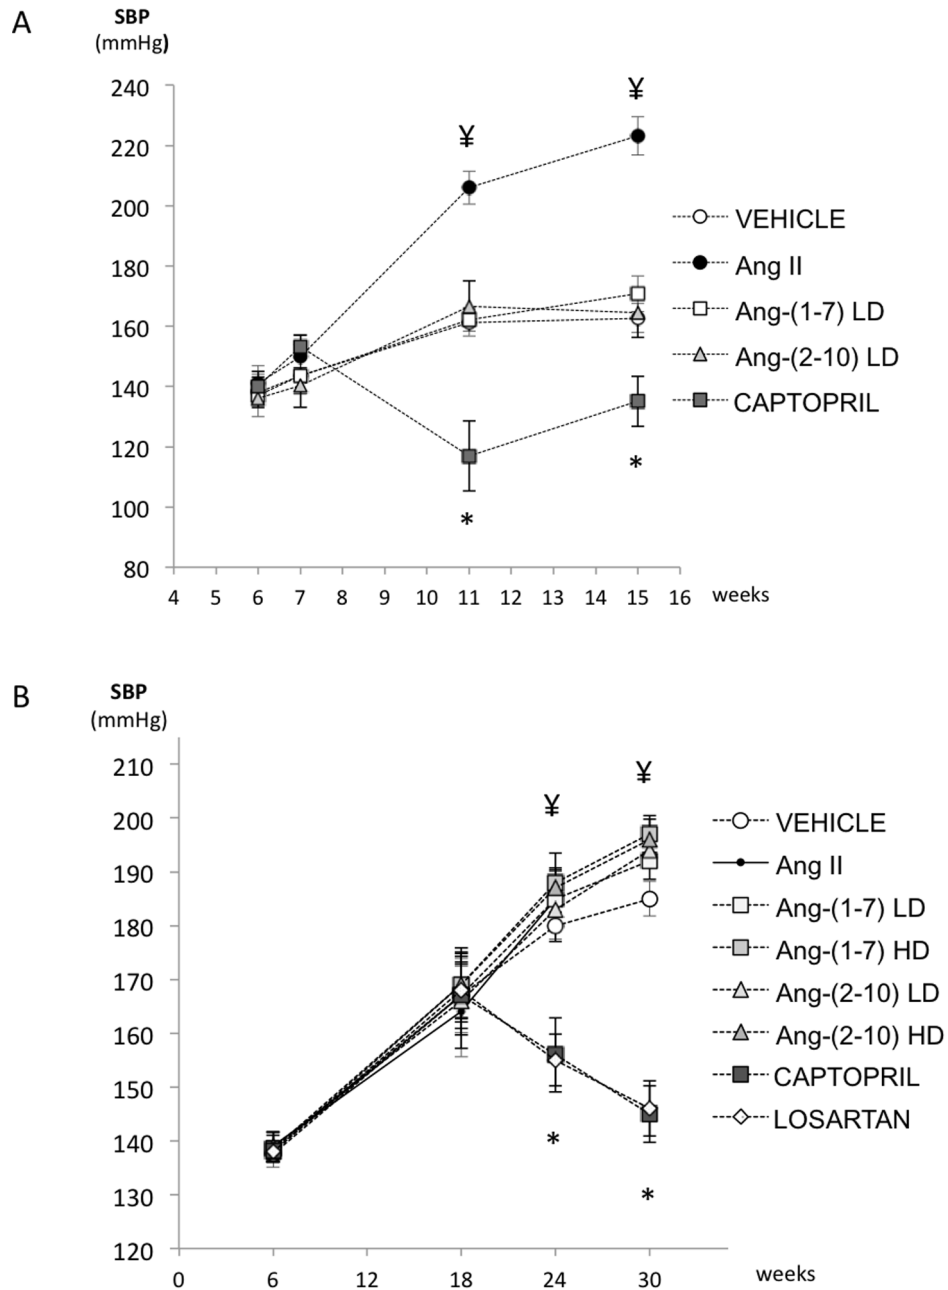 A
SBP
(mmHg)
240
220
200
180
160
140
120
100
80
¥
¥
*
*
4 5 6 7 8 9 10 11 12 13 14 15 16 weeks
VEHICLE
Ang II
Ang-(1-7) LD
Ang-(2-10) LD
CAPTOPRIL
B
SBP
(mmHg)
210
200
190
180
170
160
150
140
130
120
¥
¥
*
*
0 6 12 18 24 30 weeks
VEHICLE
Ang II
Ang-(1-7) LD
Ang-(1-7) HD
Ang-(2-10) LD
Ang-(2-10) HD
CAPTOPRIL
LOSARTAN